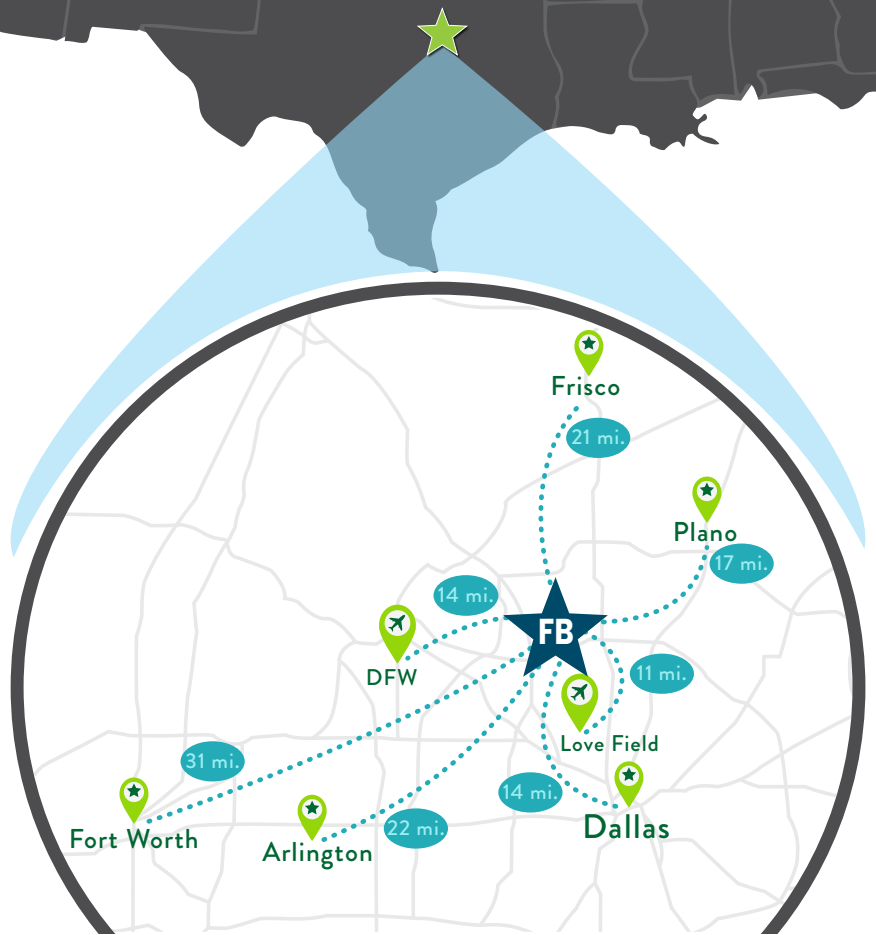 Frisco
21 mi.
Plano
17 mi.
14 mi.
FB
DFW
11 mi.
Love Field
31 mi.
14 mi.
22 mi.
Fort Worth
Arlington
Dallas